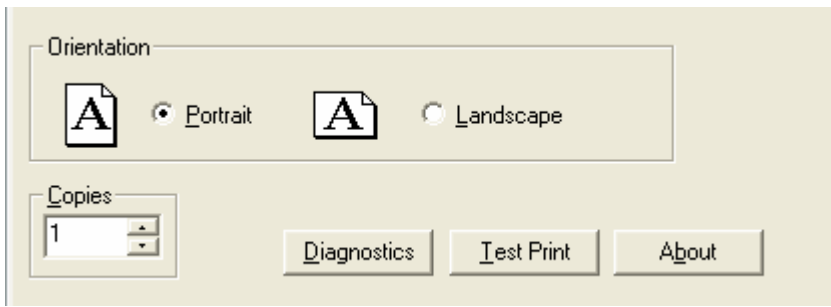 Orientation
A Portrait A Landscape
Copies
1
Diagnostics Test Print About